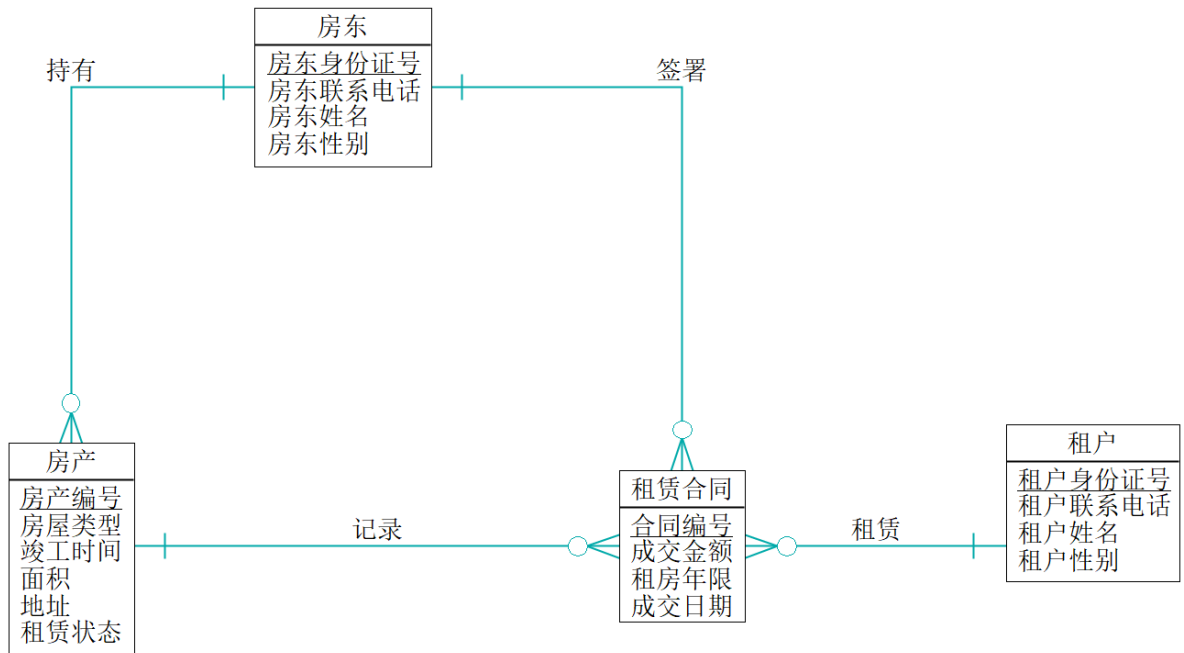 房东
房东身份证号
房东联系电话
房东姓名
房东性别
持有
签署
房产
房产编号
房屋类型
竣工时间
面积
地址
租赁状态
记录
租赁合同
合同编号
成交金额
租房年限
成交日期
租赁
租户
租户身份证号
租户联系电话
租户姓名
租户性别